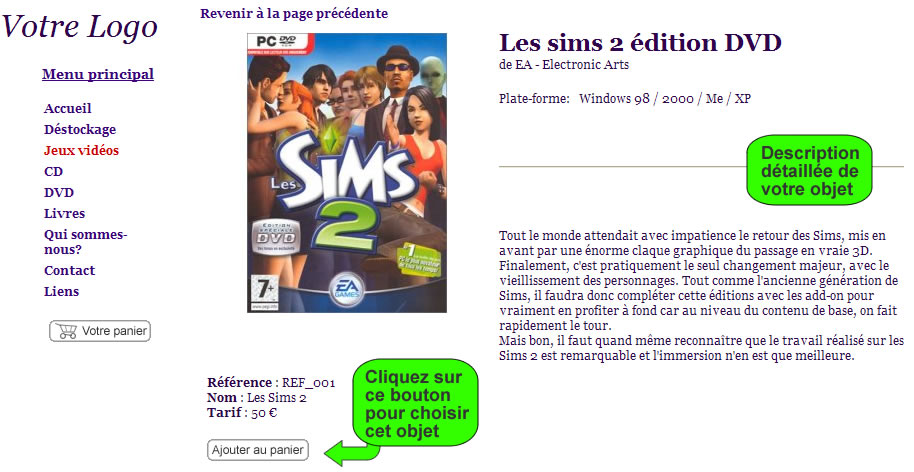 Votre Logo
Menu principal
Accueil
Déstockage
Jeux vidéos
CD
DVD
Livres
Qui sommes-
nous?
Contact
Liens
Votre panier
Revenir à la page précédente
PC DVD
Les SIMS 2
ÉDITION
SPÉCIALE
DVD
7+
EA
GAMES
Référence : REF_001
Nom : Les Sims 2
Tarif : 50 €
Ajouter au panier
Cliquez sur
ce bouton
pour choisir
cet objet
Les sims 2 édition DVD
de EA - Electronic Arts
Plate-forme: Windows 98 / 2000 / Me / XP
Description
détaillée de
votre objet
Tout le monde attendait avec impatience le retour des Sims, mis en
avant par une énorme claque graphique du passage en vraie 3D.
Finalement, c'est pratiquement le seul changement majeur, avec le
vieillissement des personnages. Tout comme l'ancienne génération de
Sims, il faudra donc compléter cette éditions avec les add-on pour
vraiment en profiter à fond car au niveau du contenu de base, on fait
rapidement le tour.
Mais bon, il faut quand même reconnaître que le travail réalisé sur les
Sims 2 est remarquable et l'immersion n'en est que meilleure.